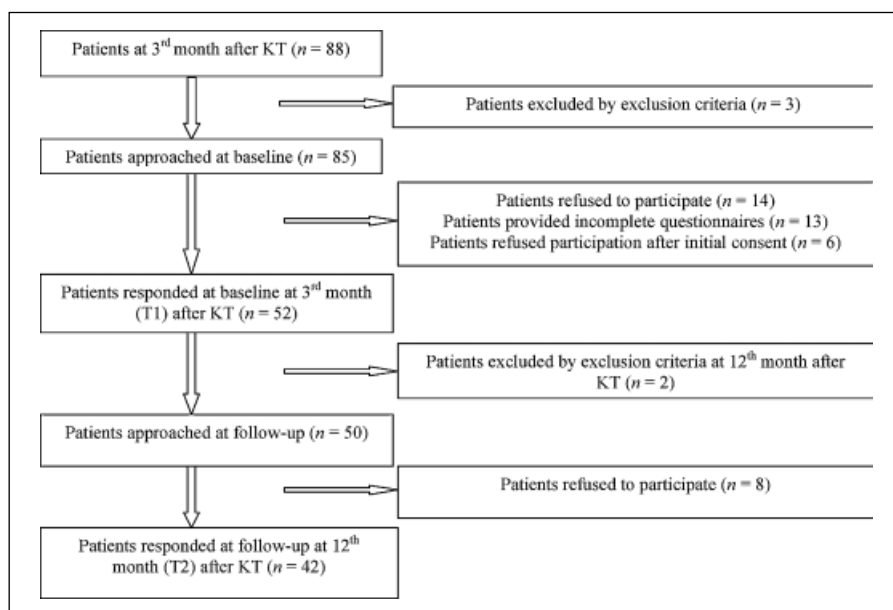 Patients at 3rd month after KT (n = 88)
Patients excluded by exclusion criteria (n = 3)
Patients approached at baseline (n = 85)
Patients refused to participate (n = 14)
Patients provided incomplete questionnaires (n = 13)
Patients refused participation after initial consent (n = 6)
Patients responded at baseline at 3rd month
(T1) after KT (n = 52)
Patients excluded by exclusion criteria at 12th month after
KT (n = 2)
Patients approached at follow-up (n = 50)
Patients refused to participate (n = 8)
Patients responded at follow-up at 12th
month (T2) after KT (n = 42)